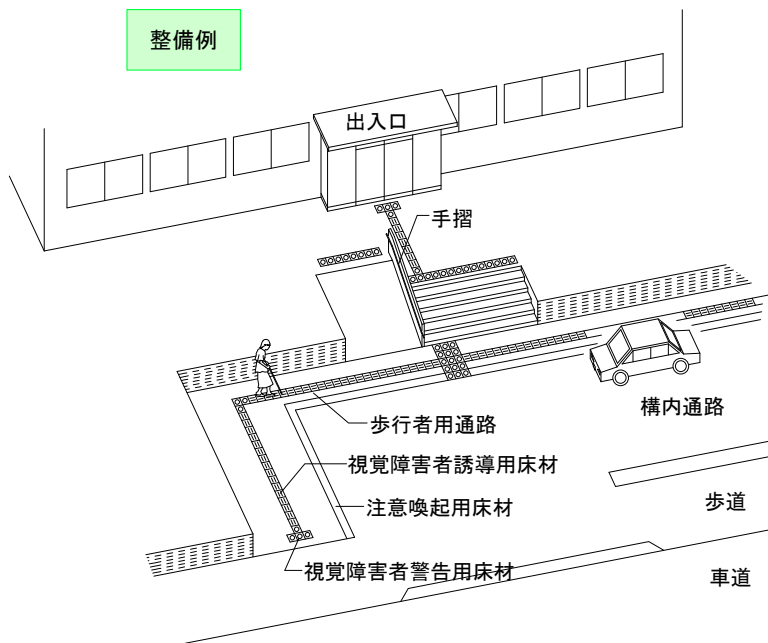 整備例
出入口
手摺
歩行者用通路
構内通路
視覚障害者誘導用床材
注意喚起用床材
歩道
視覚障害者警告用床材
車道